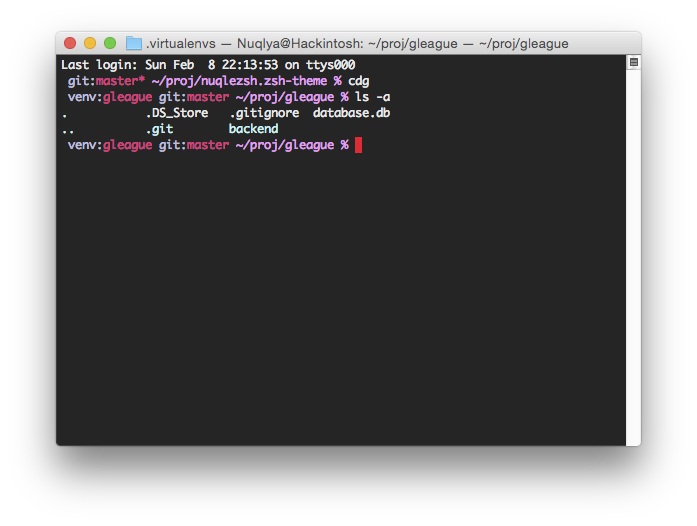 .virtualenvs — Nuqlya@Hackintosh: ~/proj/gleague — ~/proj/gleague
Last login: Sun Feb  8 22:13:53 on ttys000
git:master* ~/proj/nuqlezsh.zsh-theme % cdg
venv:gleague git:master ~/proj/gleague % ls -a
.          .DS_Store   .gitignore  database.db
..         .git        backend
venv:gleague git:master ~/proj/gleague %